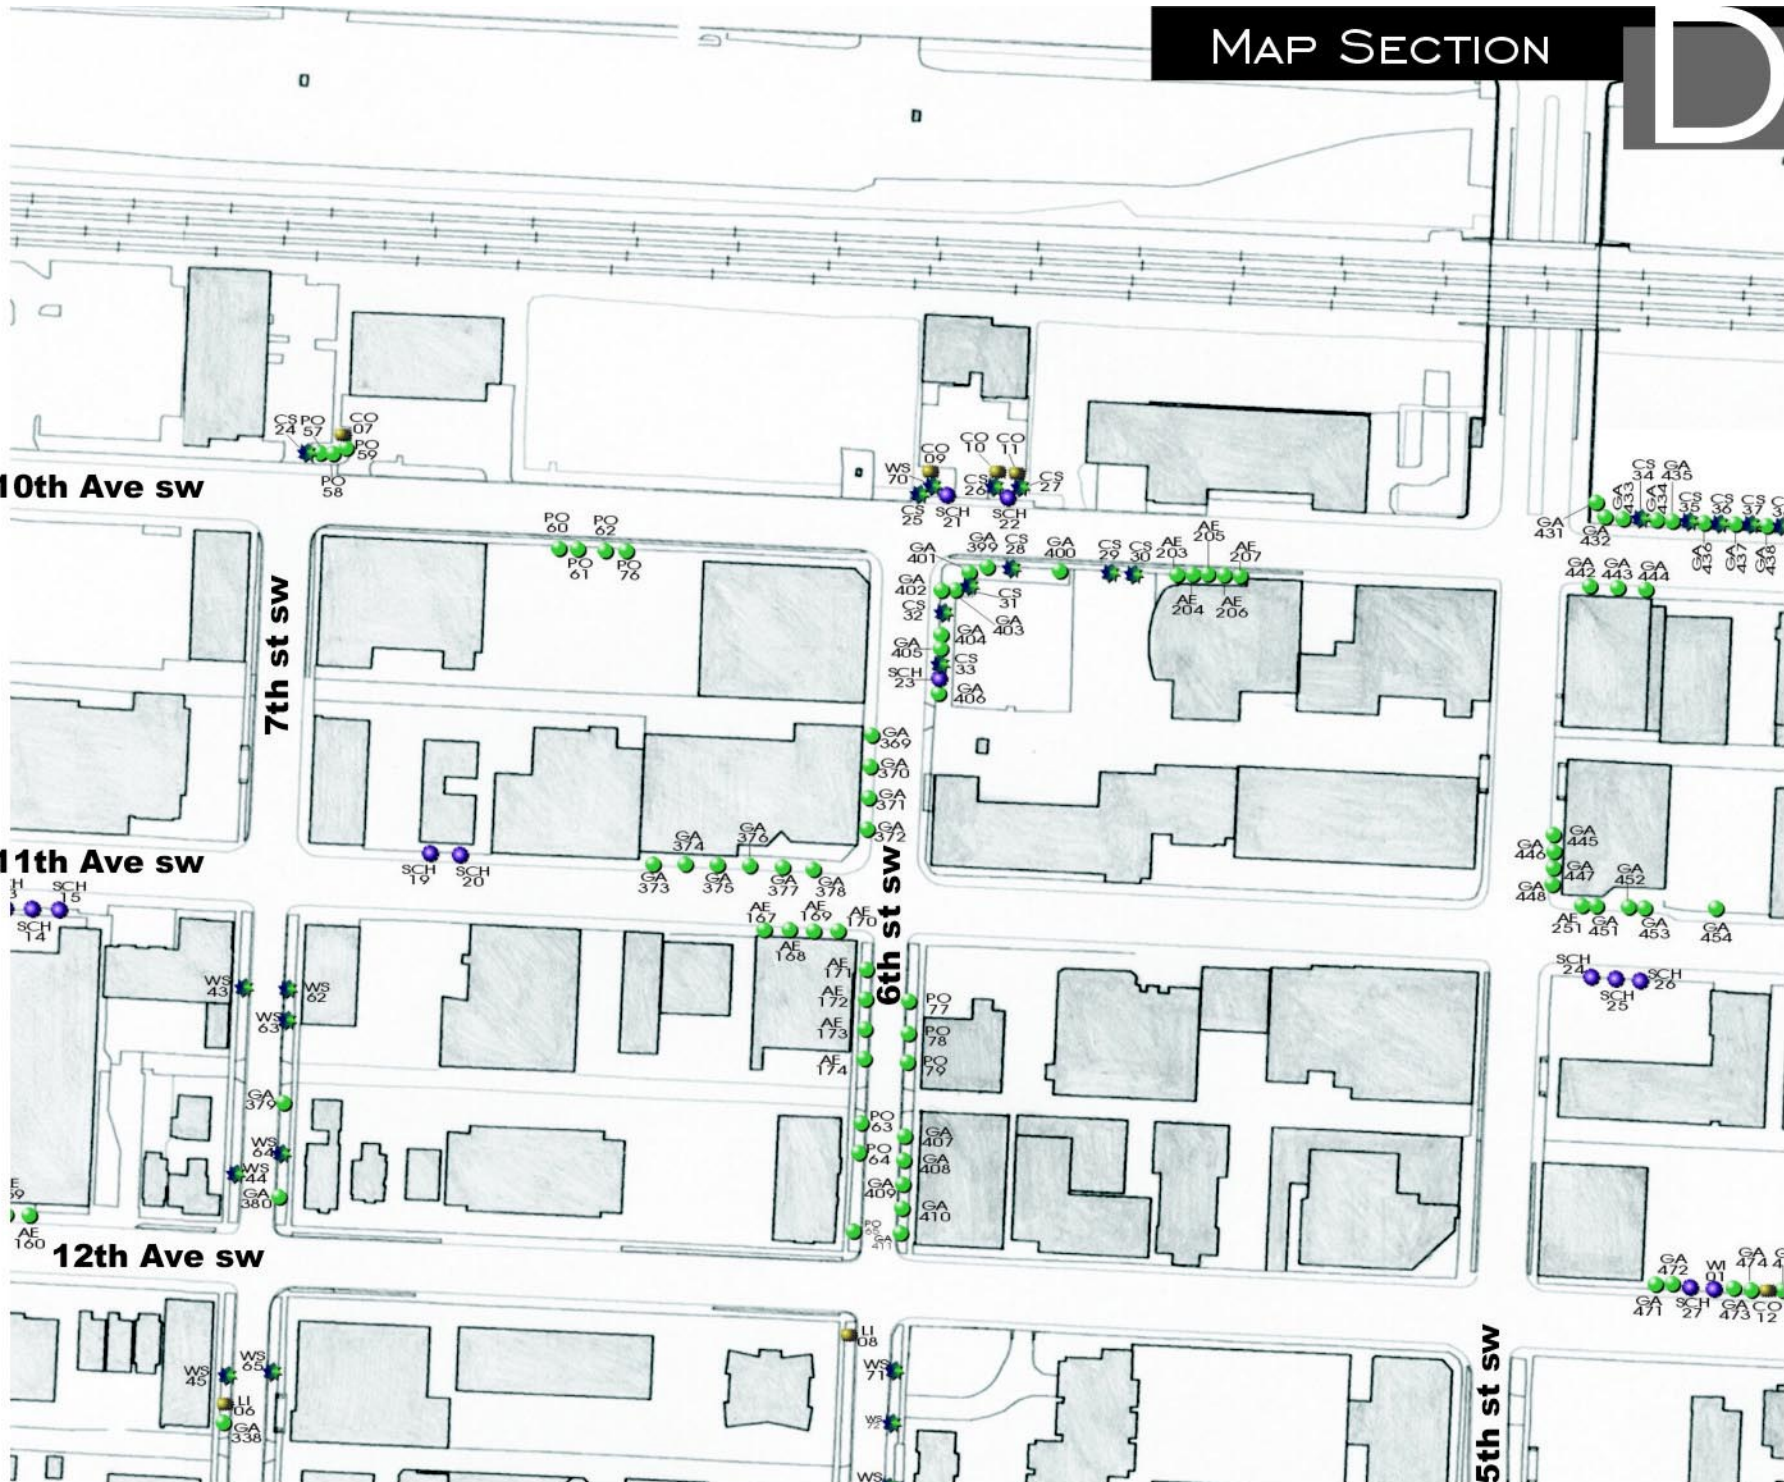 MAP SECTION
D
CS
24
PO
57
CO
07
PO
59
PO
58
10th Ave sw
WS
70
CO
09
CO
10
CO
11
CS
26
CS
27
CS
25
SCH
21
SCH
22
CS
34
GA
435
GA
433
GA
434
CS
35
CS
36
CS
37
GA
431
GA
432
GA
436
GA
437
GA
438
PO
60
PO
62
PO
61
PO
76
GA
401
GA
399
CS
28
GA
400
CS
29
CS
30
AE
203
AE
205
AE
207
AE
204
AE
206
GA
402
CS
31
CS
32
GA
403
GA
404
GA
405
CS
33
SCH
23
GA
406
GA
442
GA
443
GA
444
7th st sw
GA
369
GA
370
GA
371
GA
372
GA
374
GA
376
GA
373
GA
375
GA
377
GA
378
SCH
19
SCH
20
11th Ave sw
GA
445
GA
446
GA
447
GA
448
GA
452
AE
251
GA
451
GA
453
GA
454
SCH
15
SCH
14
6th st sw
AE
167
AE
169
AE
170
AE
168
AE
171
AE
172
AE
173
AE
174
PO
77
PO
78
PO
79
SCH
24
SCH
26
SCH
25
WS
43
WS
62
WS
63
GA
379
WS
64
WS
44
GA
380
PO
63
PO
64
GA
407
GA
408
GA
409
GA
410
PO
65
GA
411
AE
160
12th Ave sw
GA
472
WI
01
GA
474
GA
471
SCH
27
GA
473
CO
12
LI
08
WS
45
WS
65
LI
06
GA
338
WS
71
WS
72
WS
5th st sw